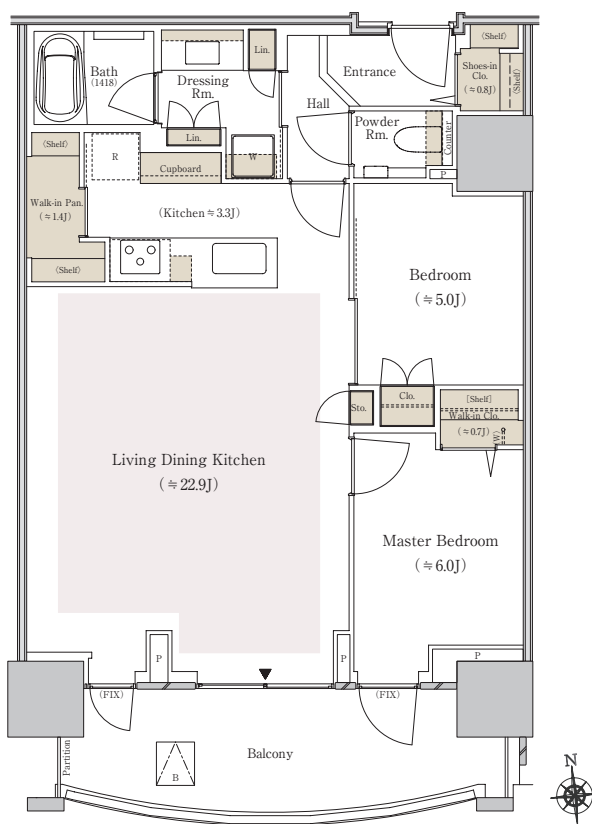 Bath
(1418)
Lin.
Dressing
Rm.
Lin.
W
Hall
Entrance
(Shelf)
Shoes-in
Clo.
(≒0.8J)
(Shelf)
Powder
Rm.
Counter
P
(Shelf)
R
Cupboard
Walk-in Pan.
(≒1.4J)
(Kitchen≒3.3J)
(Shelf)
Bedroom
(≒5.0J)
Sto.
Clo.
[Shelf]
Walk-in Clo.
(≒0.7J)
(W)
Living Dining Kitchen
(≒22.9J)
Master Bedroom
(≒6.0J)
P
P
P
(FIX)
(FIX)
Partition
B
Balcony
N